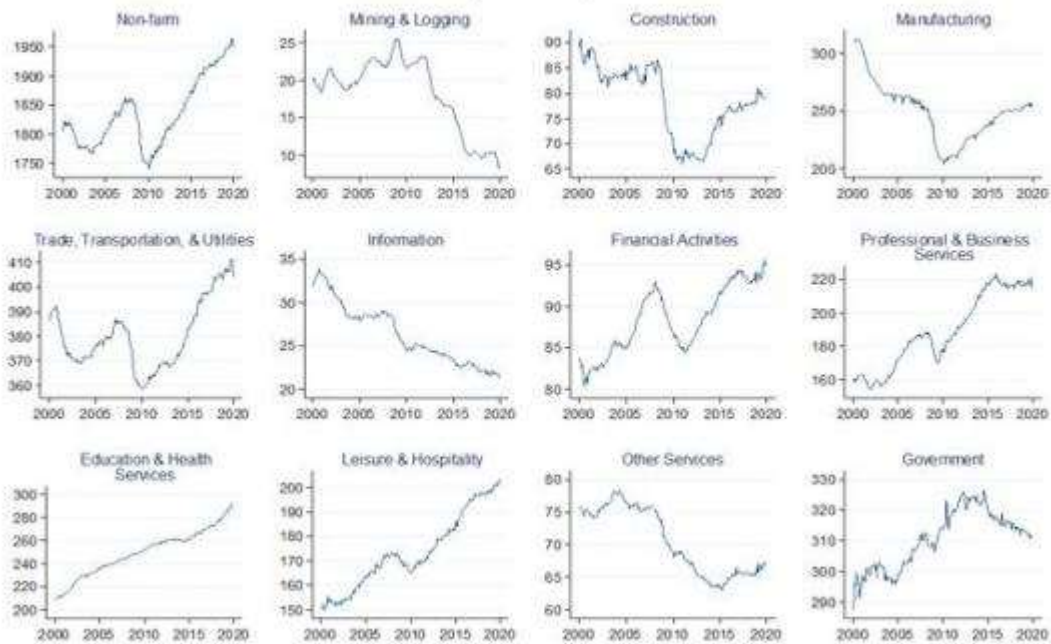 Non-farm
1950
1900
1850
1800
1750
2000 2005 2010 2015 2020
Mining & Logging
25
20
15
10
2000 2005 2010 2015 2020
Construction
90
85
80
75
70
65
2000 2005 2010 2015 2020
Manufacturing
300
250
200
2000 2005 2010 2015 2020
Trade, Transportation, & Utilities
410
400
390
380
370
360
2000 2005 2010 2015 2020
Information
35
30
25
20
2000 2005 2010 2015 2020
Financial Activities
95
90
85
80
2000 2005 2010 2015 2020
Professional & Business
Services
220
200
180
160
2000 2005 2010 2015 2020
Education & Health
Services
300
280
260
240
220
200
2000 2005 2010 2015 2020
Leisure & Hospitality
200
190
180
170
160
150
2000 2005 2010 2015 2020
Other Services
80
75
70
65
60
2000 2005 2010 2015 2020
Government
330
320
310
300
290
2000 2005 2010 2015 2020